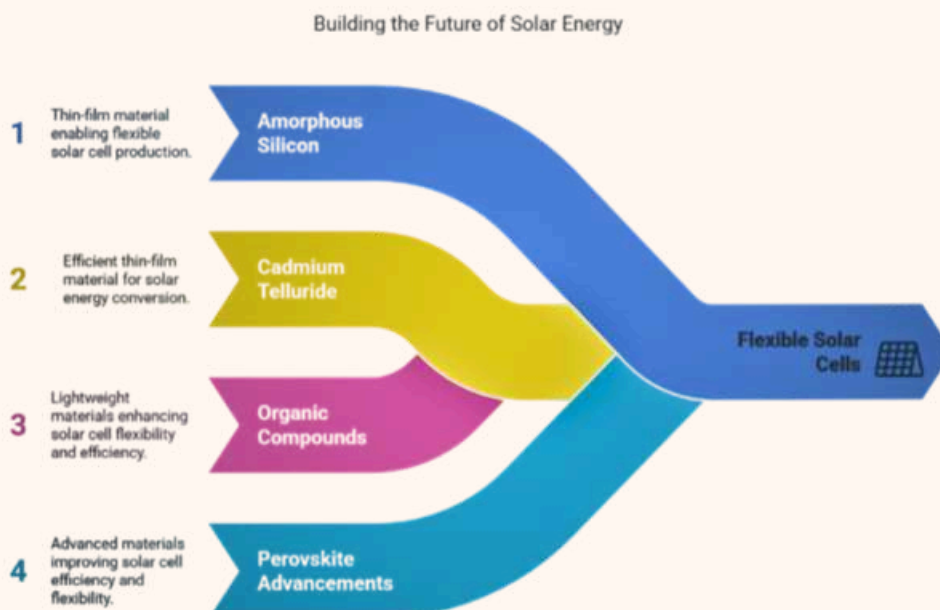 Building the Future of Solar Energy
1
Thin-film material
enabling flexible
solar cell production.
Amorphous
Silicon
2
Efficient thin-film
material for solar
energy conversion.
Cadmium
Telluride
Flexible Solar
Cells
3
Lightweight
materials enhancing
solar cell flexibility
and efficiency.
Organic
Compounds
4
Advanced materials
improving solar cell
efficiency and
flexibility.
Perovskite
Advancements